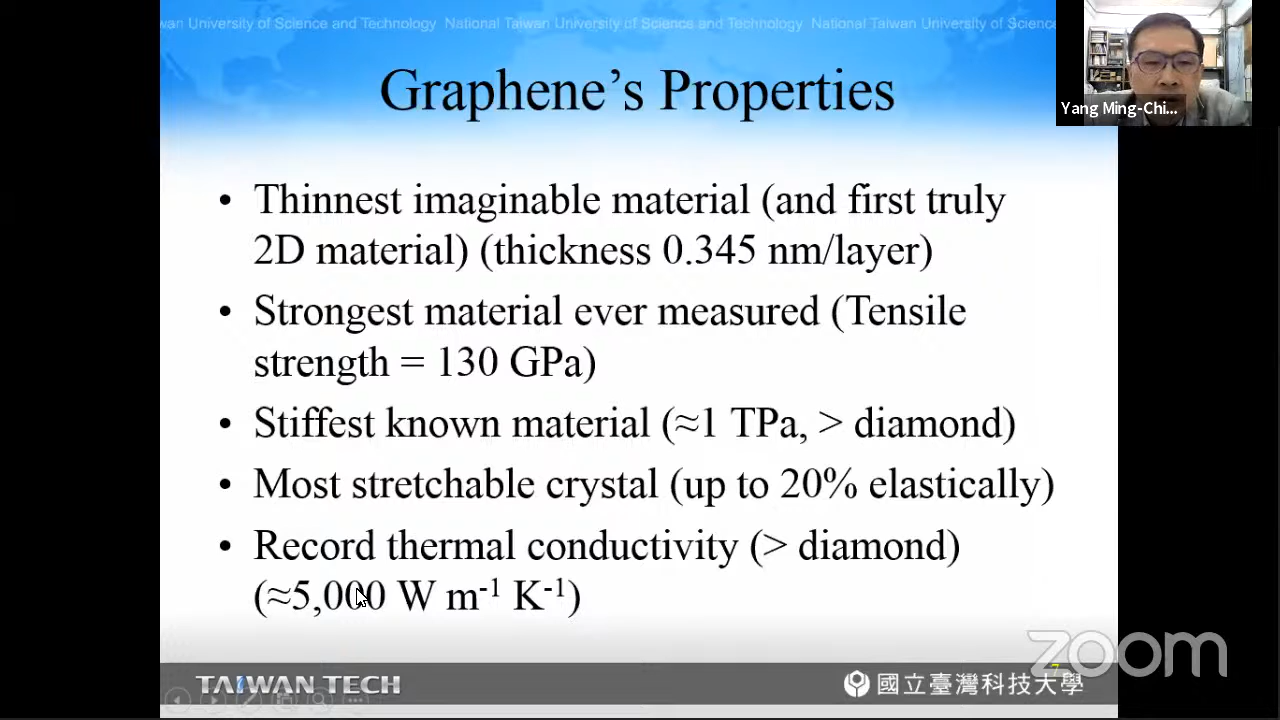 wan University of Science and Technology National Taiwan University of Science and Technology National Taiwan University of Science
Yang Ming-Chi...
Graphene’s Properties
• Thinnest imaginable material (and first truly
2D material) (thickness 0.345 nm/layer)
• Strongest material ever measured (Tensile
strength = 130 GPa)
• Stiffest known material (≈1 TPa, > diamond)
• Most stretchable crystal (up to 20% elastically)
• Record thermal conductivity (> diamond)
(≈5,000 W m⁻¹ K⁻¹)
zoom
7
TAIWAN TECH
國立臺灣科技大學